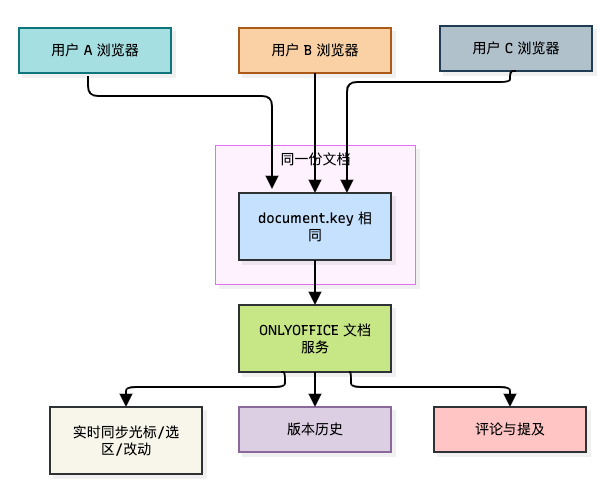 用户 A 浏览器
用户 B 浏览器
用户 C 浏览器
同一份文档
document.key 相
同
ONLYOFFICE 文档
服务
实时同步光标/选
区/改动
版本历史
评论与提及